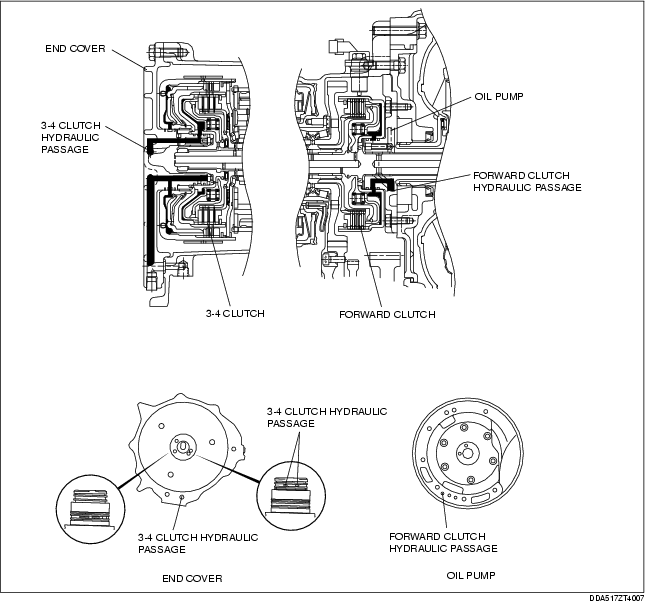 END COVER
3-4 CLUTCH
HYDRAULIC
PASSAGE
OIL PUMP
FORWARD CLUTCH
HYDRAULIC PASSAGE
3-4 CLUTCH
FORWARD CLUTCH
3-4 CLUTCH HYDRAULIC
PASSAGE
3-4 CLUTCH HYDRAULIC
PASSAGE
END COVER
FORWARD CLUTCH
HYDRAULIC PASSAGE
OIL PUMP
DDA517ZT4007